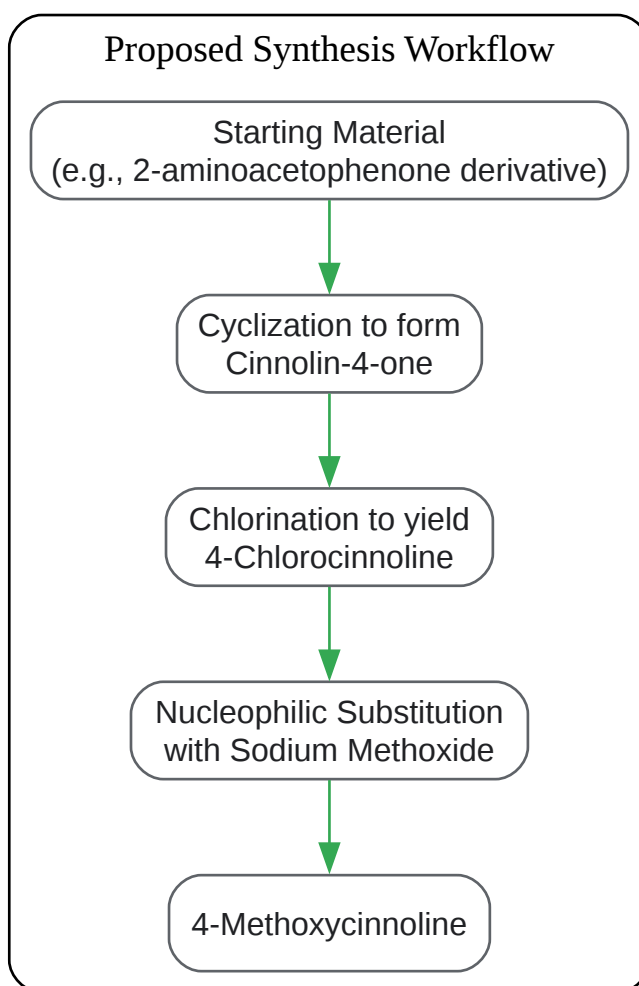 Proposed Synthesis Workflow
Starting Material
(e.g., 2-aminoacetophenone derivative)
Cyclization to form
Cinnolin-4-one
Chlorination to yield
4-Chlorocinnoline
Nucleophilic Substitution
with Sodium Methoxide
4-Methoxycinnoline